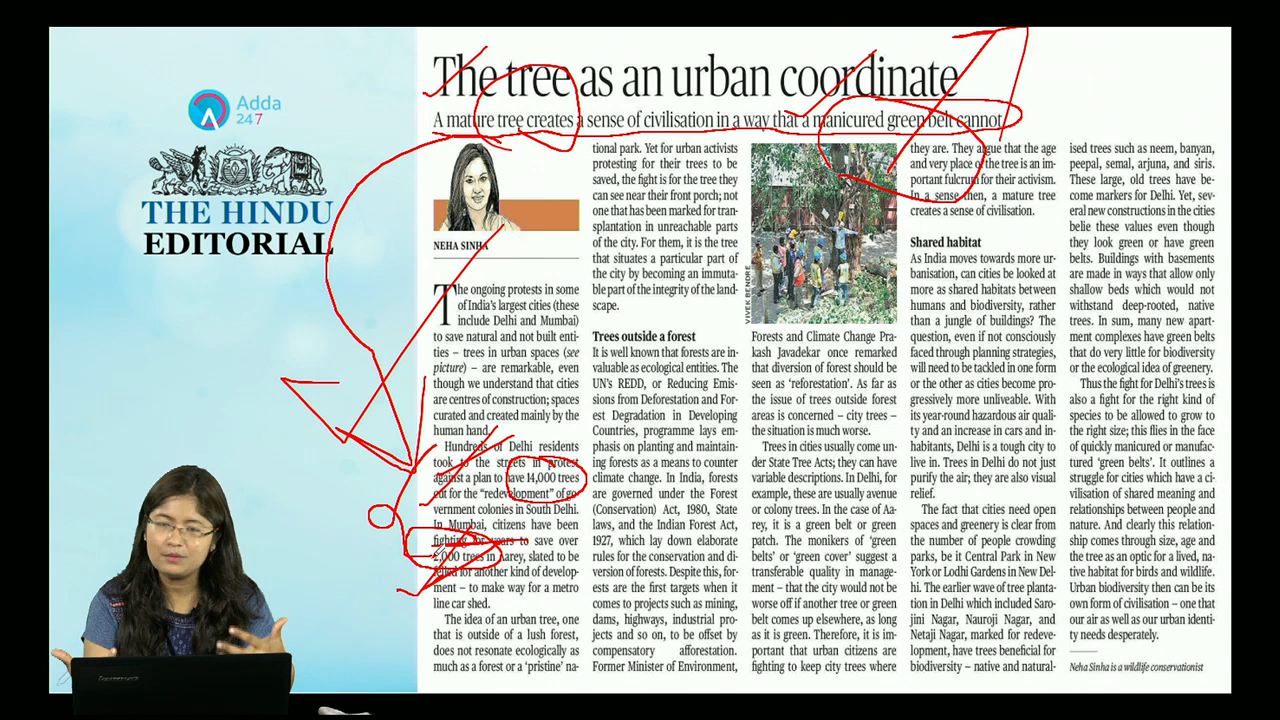 Adda
247
THE HINDU
EDITORIAL
The tree as an urban coordinate
A mature tree creates a sense of civilisation in a way that a manicured green belt cannot
NEHA SINHA
The ongoing protests in some
of India's largest cities (these
include Delhi and Mumbai)
to save natural and not built enti-
ties – trees in urban spaces (see
picture) – are remarkable, even
though we understand that cities
are centres of construction; spaces
curated and created mainly by the
human hand.
Hundreds of Delhi residents
took to the streets in protest
against a plan to have 14,000 trees
cut for the “redevelopment” of go-
vernment colonies in South Delhi.
In Mumbai, citizens have been
fighting for years to save over
2,000 trees in Aarey, slated to be
felled for another kind of develop-
ment – to make way for a metro
line car shed.
The idea of an urban tree, one
that is outside of a lush forest,
does not resonate ecologically as
much as a forest or a ‘pristine’ na-
tional park. Yet for urban activists
protesting for their trees to be
saved, the fight is for the tree they
can see near their front porch; not
one that has been marked for tran-
splantation in unreachable parts
of the city. For them, it is the tree
that situates a particular part of
the city by becoming an immuta-
ble part of the integrity of the land-
scape.
Trees outside a forest
It is well known that forests are in-
valuable as ecological entities. The
UN's REDD, or Reducing Emis-
sions from Deforestation and For-
est Degradation in Developing
Countries, programme lays em-
phasis on planting and maintain-
ing forests as a means to counter
climate change. In India, forests
are governed under the Forest
(Conservation) Act, 1980, State
laws, and the Indian Forest Act,
1927, which lay down elaborate
rules for the conservation and di-
version of forests. Despite this, for-
ests are the first targets when it
comes to projects such as mining,
dams, highways, industrial pro-
jects and so on, to be offset by
compensatory afforestation.
Former Minister of Environment,
VIVEK BENDRE
Forests and Climate Change Pra-
kash Javadekar once remarked
that diversion of forest should be
seen as ‘reforestation’. As far as
the issue of trees outside forest
areas is concerned – city trees –
the situation is much worse.
Trees in cities usually come un-
der State Tree Acts; they can have
variable descriptions. In Delhi, for
example, these are usually avenue
or colony trees. In the case of Aa-
rey, it is a green belt or green
patch. The monikers of ‘green
belts’ or ‘green cover’ suggest a
transferable quality in manage-
ment – that the city would not be
worse off if another tree or green
belt comes up elsewhere, as long
as it is green. Therefore, it is im-
portant that urban citizens are
fighting to keep city trees where
they are. They argue that the age
and very place of the tree is an im-
portant fulcrum for their activism.
In a sense then, a mature tree
creates a sense of civilisation.
Shared habitat
As India moves towards more ur-
banisation, can cities be looked at
more as shared habitats between
humans and biodiversity, rather
than a jungle of buildings? The
question, even if not consciously
faced through planning strategies,
will need to be tackled in one form
or the other as cities become pro-
gressively more unliveable. With
its year-round hazardous air quali-
ty and an increase in cars and in-
habitants, Delhi is a tough city to
live in. Trees in Delhi do not just
purify the air; they are also visual
relief.
The fact that cities need open
spaces and greenery is clear from
the number of people crowding
parks, be it Central Park in New
York or Lodhi Gardens in New Del-
hi. The earlier wave of tree planta-
tion in Delhi which included Saro-
jini Nagar, Nauroji Nagar, and
Netaji Nagar, marked for redeve-
lopment, have trees beneficial for
biodiversity – native and natural-
ised trees such as neem, banyan,
peepal, semal, arjuna, and siris.
These large, old trees have be-
come markers for Delhi. Yet, sev-
eral new constructions in the cities
belie these values even though
they look green or have green
belts. Buildings with basements
are made in ways that allow only
shallow beds which would not
withstand deep-rooted, native
trees. In sum, many new apart-
ment complexes have green belts
that do very little for biodiversity
or the ecological idea of greenery.
Thus the fight for Delhi's trees is
also a fight for the right kind of
species to be allowed to grow to
the right size; this flies in the face
of quickly manicured or manufac-
tured ‘green belts’. It outlines a
struggle for cities which have a ci-
vilisation of shared meaning and
relationships between people and
nature. And clearly this relation-
ship comes through size, age and
the tree as an optic for a lived, na-
tive habitat for birds and wildlife.
Urban biodiversity then can be its
own form of civilisation – one that
our air as well as our urban identi-
ty needs desperately.
Neha Sinha is a wildlife conservationist